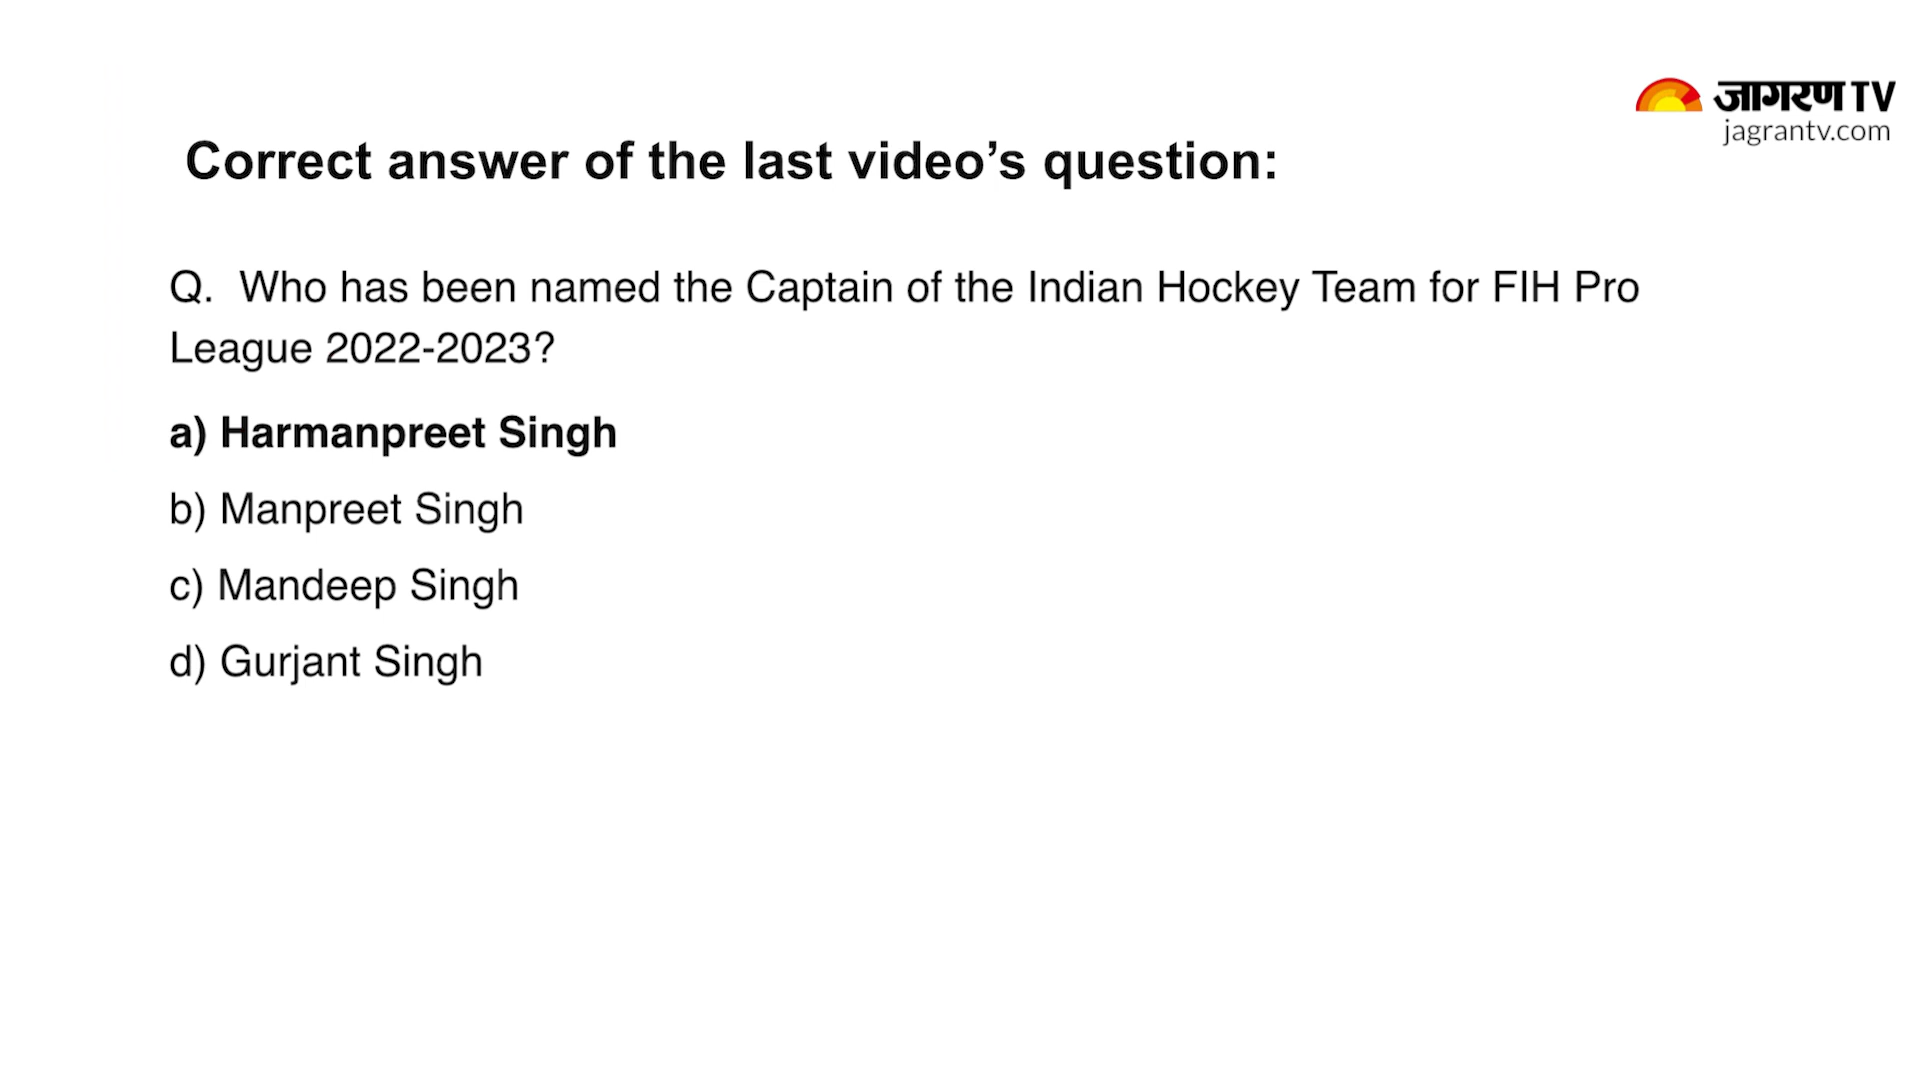 जागरण TV
jagrantv.com
Correct answer of the last video’s question:
Q. Who has been named the Captain of the Indian Hockey Team for FIH Pro
League 2022-2023?
a) Harmanpreet Singh
b) Manpreet Singh
c) Mandeep Singh
d) Gurjant Singh